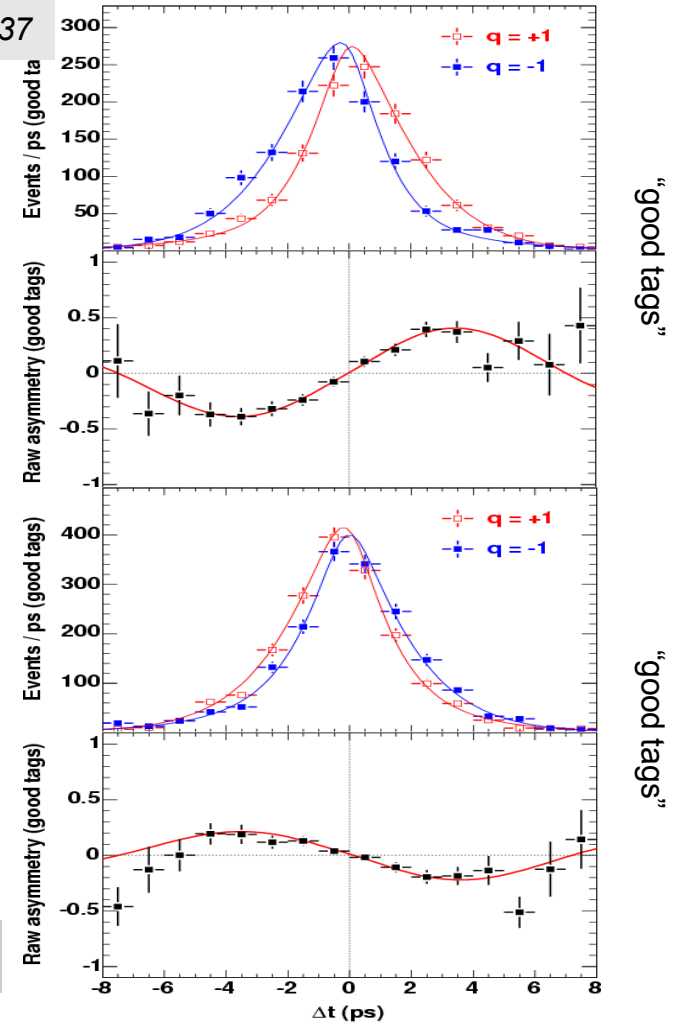 37
Events / ps (good ta
300
250
200
150
100
50
q = +1
q = -1
“good tags”
Raw asymmetry (good tags)
1
0.5
0
-0.5
-1
Events / ps (good tags)
400
300
200
100
q = +1
q = -1
“good tags”
Raw asymmetry (good tags)
1
0.5
0
-0.5
-1
-8 -6 -4 -2 0 2 4 6 8
Δt (ps)